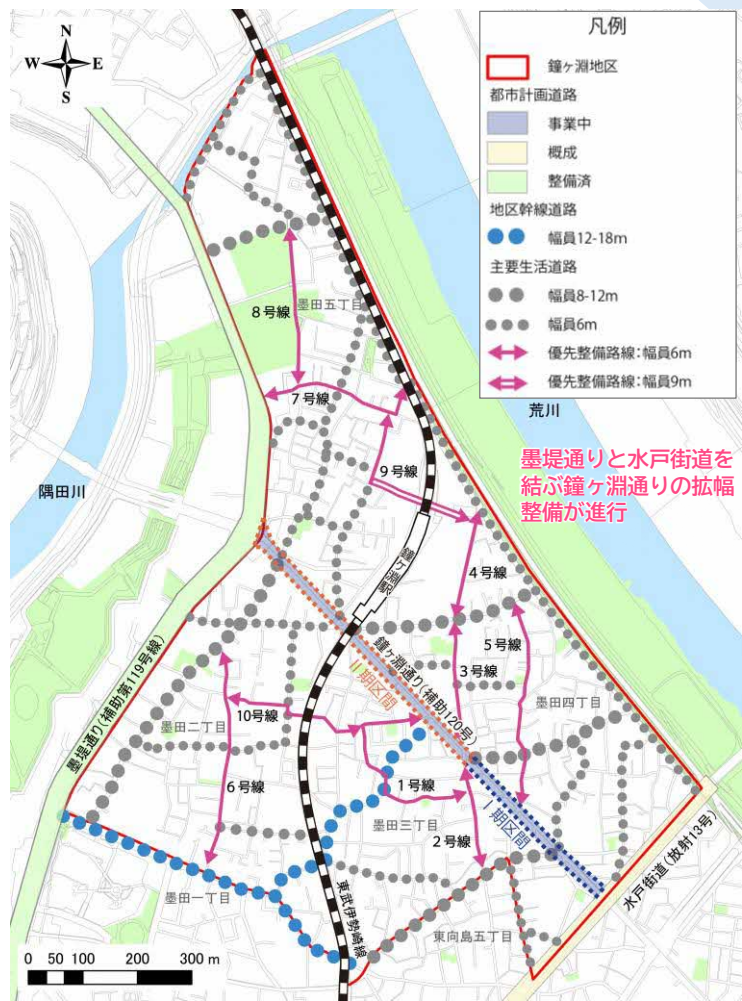 N
W E
S
凡例
鐘ヶ淵地区
都市計画道路
事業中
概成
整備済
地区幹線道路
幅員12-18m
主要生活道路
幅員8-12m
幅員6m
優先整備路線:幅員6m
優先整備路線:幅員9m
荒川
墨堤通りと水戸街道を
結ぶ鐘ヶ淵通りの拡幅
整備が進行
隅田川
8号線
墨田五丁目
7号線
9号線
鐘ヶ淵駅
4号線
5号線
3号線
鐘ヶ淵通り(補助120号)
Ⅱ期区間
墨田四丁目
墨堤通り(補助第119号線)
墨田二丁目
10号線
6号線
1号線
墨田三丁目
2号線
Ⅰ期区間
水戸街道(放射13号)
墨田一丁目
東武伊勢崎線
東向島五丁目
0 50 100 200 300 m